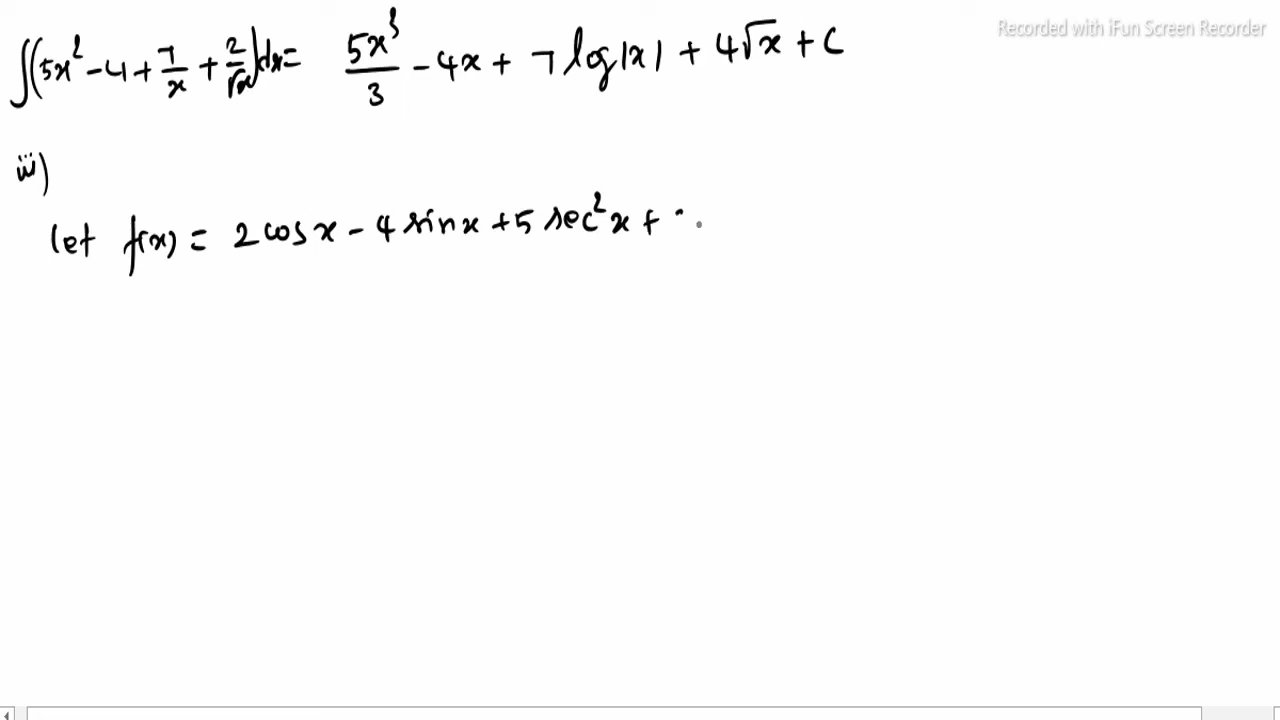 Recorded with iFun Screen Recorder
∫(5x² - 4 + 7/x + 2/√x)dx = 5x³/3 - 4x + 7 log|x| + 4√x + C
iii)
let f(x) = 2 cos x - 4 sin x + 5 sec² x +